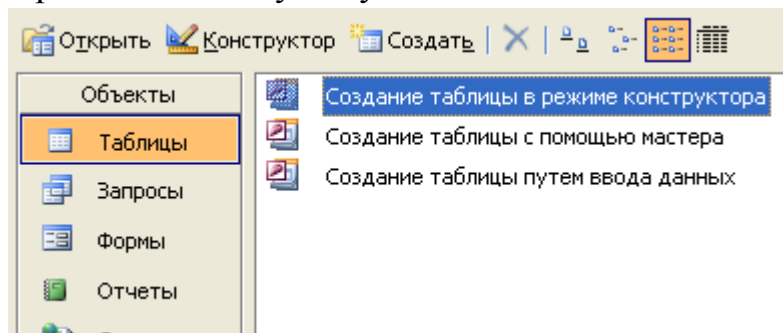 Открыть Конструктор Создать
Объекты
Создание таблицы в режиме конструктора
Таблицы
Создание таблицы с помощью мастера
Создание таблицы путем ввода данных
Запросы
Формы
Отчеты